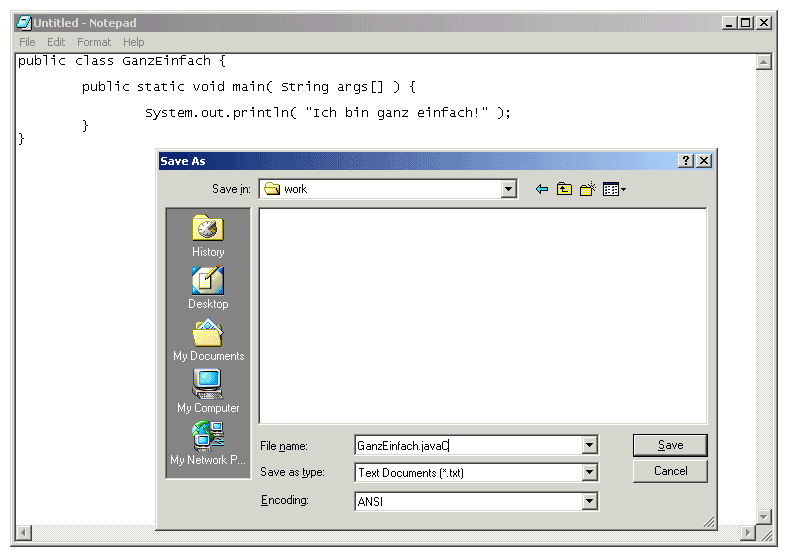 Untitled - Notepad
File Edit Format Help
public class GanzEinfach {
public static void main( String args[] ) {
System.out.println( "Ich bin ganz einfach!" );
}
}
Save As
Save in: work
History
Desktop
My Documents
My Computer
My Network P...
File name: GanzEinfach.javaC Save
Save as type: Text Documents (*.txt) Cancel
Encoding: ANSI